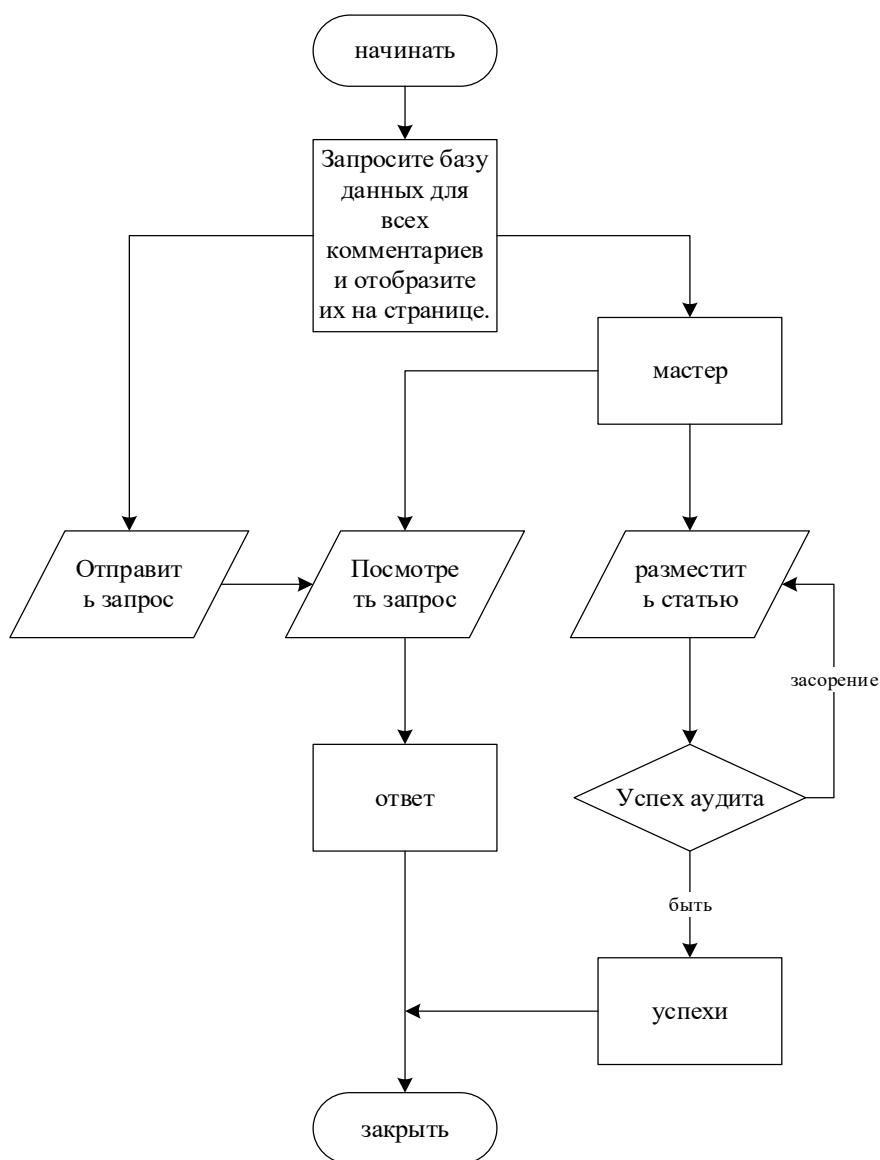 начинать
Запросите базу
данных для
всех
комментариев
и отобразите
их на странице.
мастер
Отправит
ь запрос
Посмотре
ть запрос
разместит
ь статью
засорение
ответ
Успех аудита
быть
успехи
закрыть